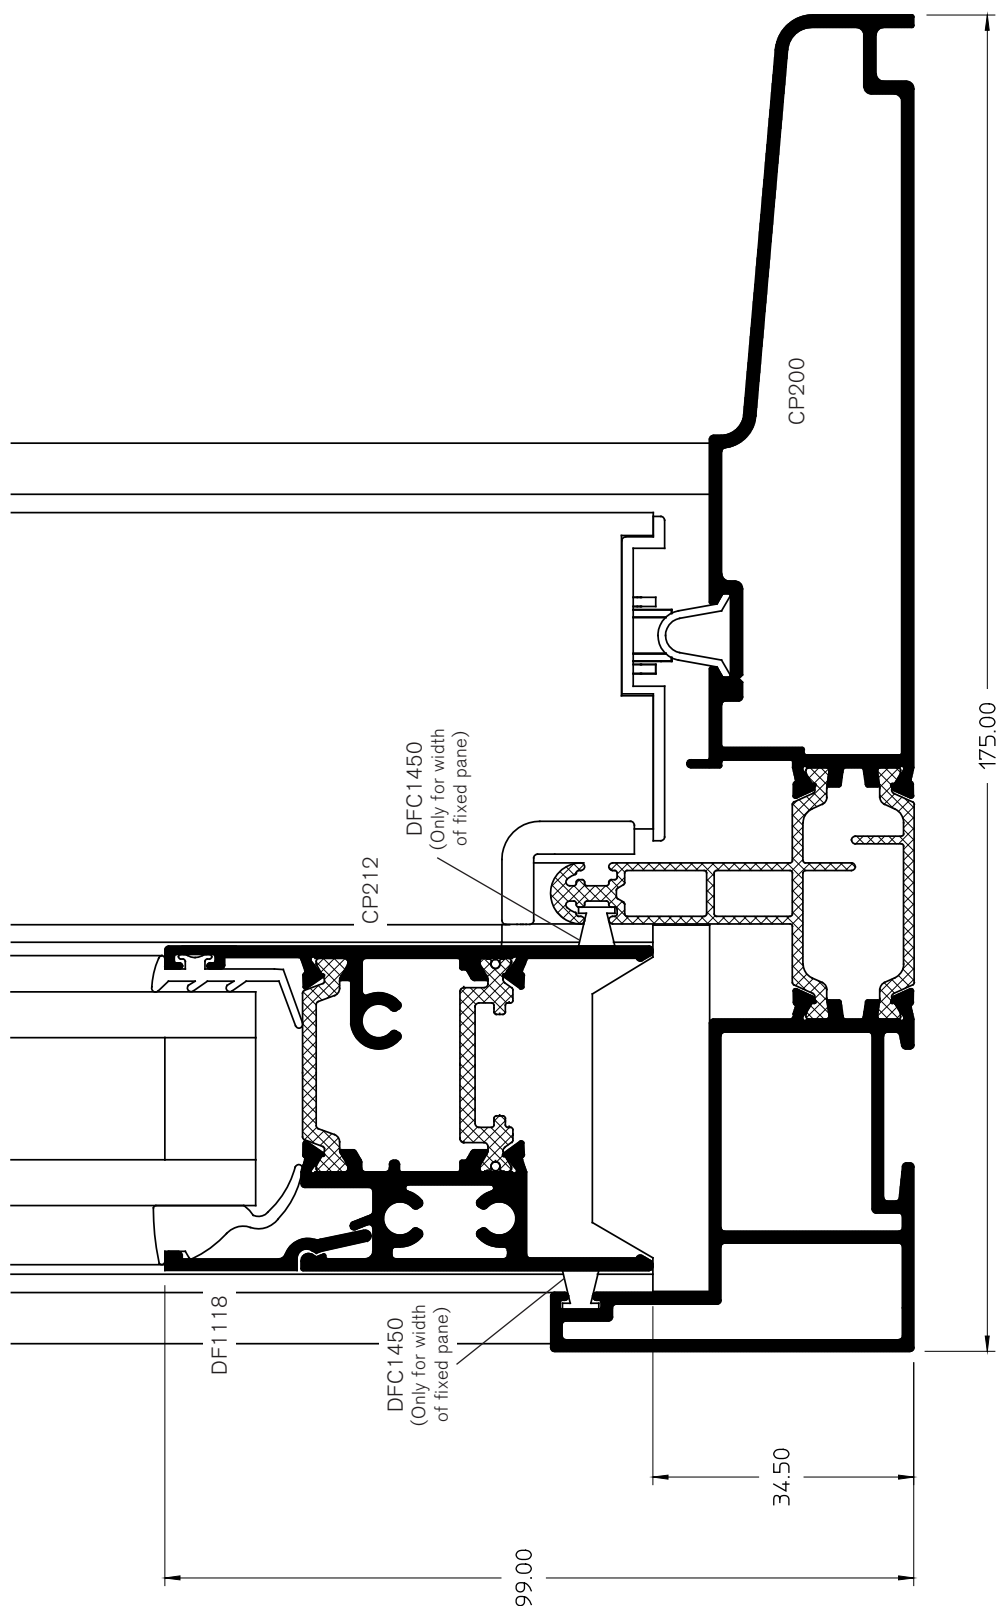 CP200
DFC1450
(Only for width
of fixed pane)
CP212
175.00
DF1118
DFC1450
(Only for width
of fixed pane)
34.50
99.00